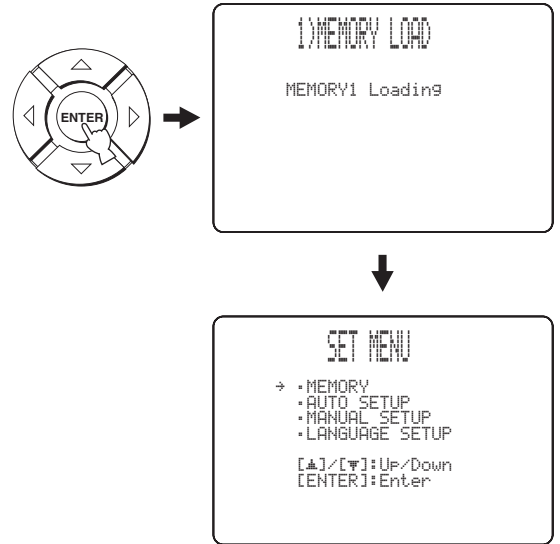 1)MEMORY LOAD
ENTER
MEMORY1 Loading
SET MENU
→ ･MEMORY
･AUTO SETUP
･MANUAL SETUP
･LANGUAGE SETUP
[▲]/[▼]:Up/Down
[ENTER]:Enter